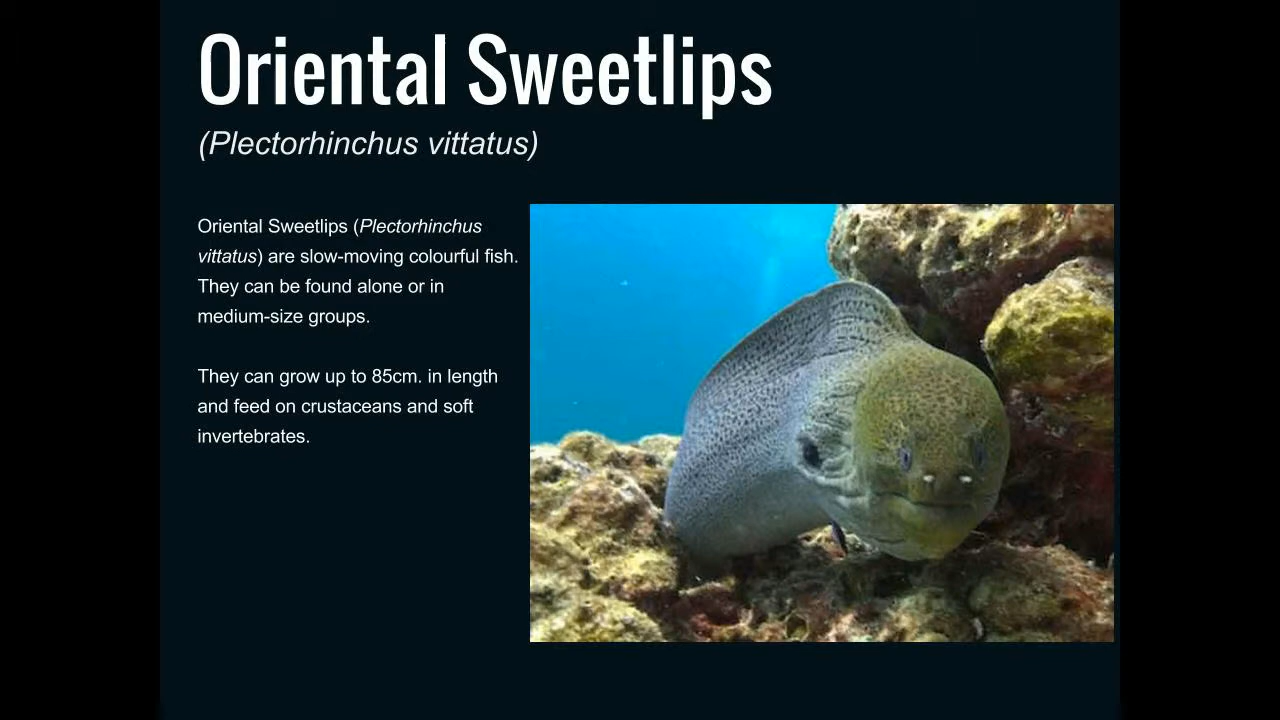 Oriental Sweetlips
(Plectorhinchus vittatus)
Oriental Sweetlips (Plectorhinchus
vittatus) are slow-moving colourful fish.
They can be found alone or in
medium-size groups.
They can grow up to 85cm. in length
and feed on crustaceans and soft
invertebrates.